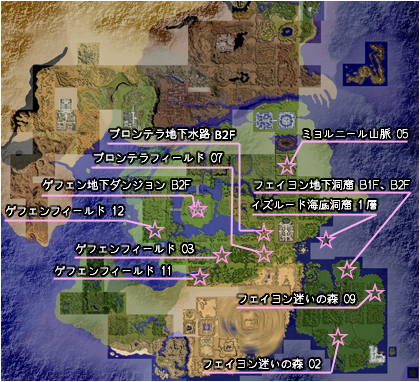 プロンテラ地下水路 B2F
ミョルニール山脈 05
プロンテラフィールド 07
ゲフェン地下ダンジョン B2F
フェイヨン地下洞窟 B1F、B2F
ゲフェンフィールド 12
イズルード海底洞窟 1層
ゲフェンフィールド 03
ゲフェンフィールド 11
フェイヨン迷いの森 09
フェイヨン迷いの森 02